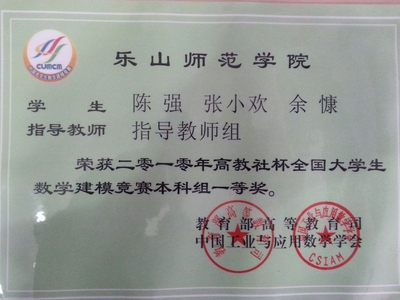 CUMCM
乐山师范学院
学 生 陈强 张小欢 余慷
指导教师 指导教师组
荣获二零一零年高教社杯全国大学生
数学建模竞赛本科组一等奖。
教育部高等教育司
中国工业与应用数学学会
CSIAM